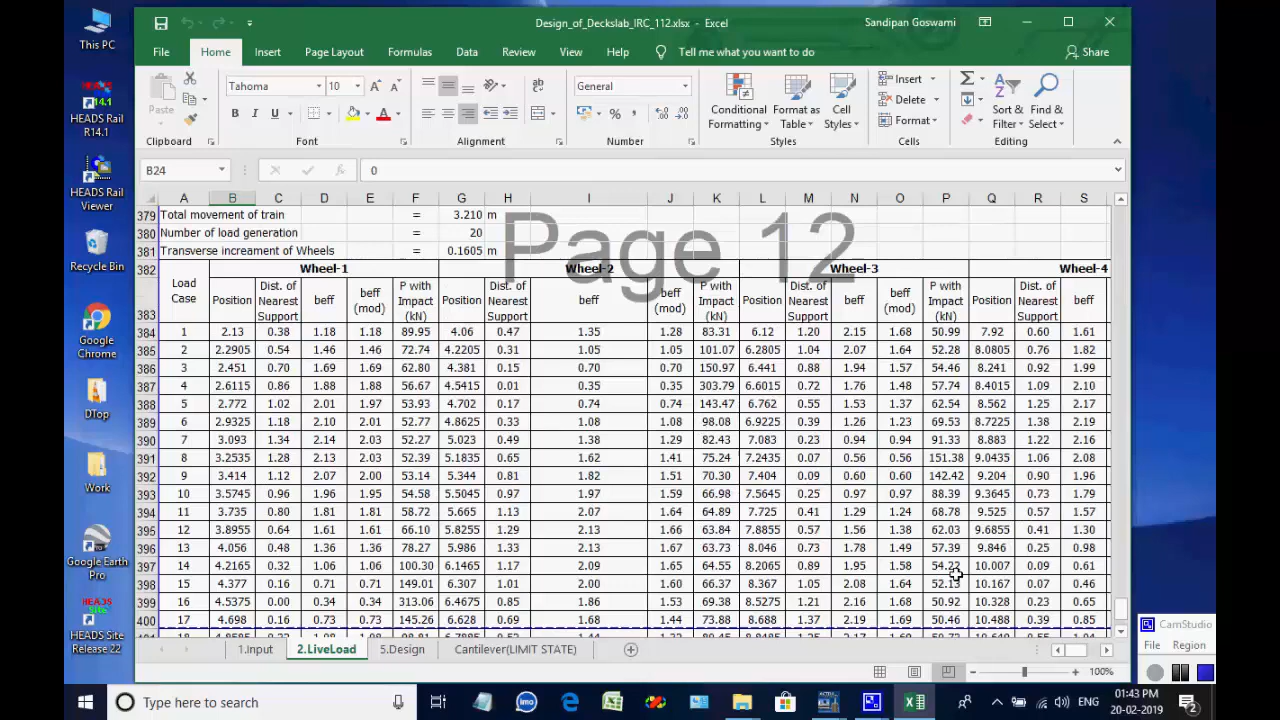 This PC
HEADS Rail
R14.1
HEADS Rail
Viewer
Recycle Bin
Google
Chrome
DTop
Work
Google Earth
Pro
HEADS Site
Release 22
Design_of_Deckslab_IRC_112.xlsx - Excel
Sandipan Goswami
File Home Insert Page Layout Formulas Data Review View Help Tell me what you want to do Share
Paste
Tahoma 10
B I U
General
Conditional Formatting
Format as Table
Cell Styles
Insert
Delete
Format
Sort & Filter
Find & Select
Clipboard Font Alignment Number Styles Cells Editing
B24 0
A B C D E F G H I J K L M N O P Q R S
379 Total movement of train = 3.210 m
380 Number of load generation = 20
381 Transverse increament of Wheels = 0.1605 m
Page 12
382 Wheel-1 Wheel-2 Wheel-3 Wheel-4
383 Load Case Position Dist. of Nearest Support beff beff (mod) P with Impact (kN) Position Dist. of Nearest Support beff beff (mod) P with Impact (kN) Position Dist. of Nearest Support beff beff (mod) P with Impact (kN) Position Dist. of Nearest Support beff
384 1 2.13 0.38 1.18 1.18 89.95 4.06 0.47 1.35 1.28 83.31 6.12 1.20 2.15 1.68 50.99 7.92 0.60 1.61
385 2 2.2905 0.54 1.46 1.46 72.74 4.2205 0.31 1.05 1.05 101.07 6.2805 1.04 2.07 1.64 52.28 8.0805 0.76 1.82
386 3 2.451 0.70 1.69 1.69 62.80 4.381 0.15 0.70 0.70 150.97 6.441 0.88 1.94 1.57 54.46 8.241 0.92 1.99
387 4 2.6115 0.86 1.88 1.88 56.67 4.5415 0.01 0.35 0.35 303.79 6.6015 0.72 1.76 1.48 57.74 8.4015 1.09 2.10
388 5 2.772 1.02 2.01 1.97 53.93 4.702 0.17 0.74 0.74 143.47 6.762 0.55 1.53 1.37 62.54 8.562 1.25 2.17
389 6 2.9325 1.18 2.10 2.01 52.77 4.8625 0.33 1.08 1.08 98.08 6.9225 0.39 1.26 1.23 69.53 8.7225 1.38 2.19
390 7 3.093 1.34 2.14 2.03 52.27 5.023 0.49 1.38 1.29 82.43 7.083 0.23 0.94 0.94 91.33 8.883 1.22 2.16
391 8 3.2535 1.28 2.13 2.03 52.39 5.1835 0.65 1.62 1.41 75.24 7.2435 0.07 0.56 0.56 151.38 9.0435 1.06 2.08
392 9 3.414 1.12 2.07 2.00 53.14 5.344 0.81 1.82 1.51 70.30 7.404 0.09 0.60 0.60 142.42 9.204 0.90 1.96
393 10 3.5745 0.96 1.96 1.95 54.58 5.5045 0.97 1.97 1.59 66.98 7.5645 0.25 0.97 0.97 88.39 9.3645 0.73 1.79
394 11 3.735 0.80 1.81 1.81 58.72 5.665 1.13 2.07 1.64 64.89 7.725 0.41 1.29 1.24 68.78 9.525 0.57 1.57
395 12 3.8955 0.64 1.61 1.61 66.10 5.8255 1.29 2.13 1.66 63.84 7.8855 0.57 1.56 1.38 62.03 9.6855 0.41 1.30
396 13 4.056 0.48 1.36 1.36 78.27 5.986 1.33 2.13 1.67 63.73 8.046 0.73 1.78 1.49 57.39 9.846 0.25 0.98
397 14 4.2165 0.32 1.06 1.06 100.30 6.1465 1.17 2.09 1.65 64.55 8.2065 0.89 1.95 1.58 10.007 0.09 0.61
398 15 4.377 0.16 0.71 0.71 149.01 6.307 1.01 2.00 1.60 66.37 8.367 1.05 2.08 1.64 52.13 10.167 0.07 0.46
399 16 4.5375 0.00 0.34 0.34 313.06 6.4675 0.85 1.86 1.53 69.38 8.5275 1.21 2.16 1.68 50.92 10.328 0.23 0.65
400 17 4.698 0.16 0.73 0.73 145.26 6.628 0.69 1.68 1.44 73.88 8.688 1.37 2.19 1.69 50.46 10.488 0.39 0.85
1.Input 2.LiveLoad 5.Design Cantilever(LIMIT STATE)
100%
CamStudio
File Region
Type here to search
ENG
01:43 PM
20-02-2019
2